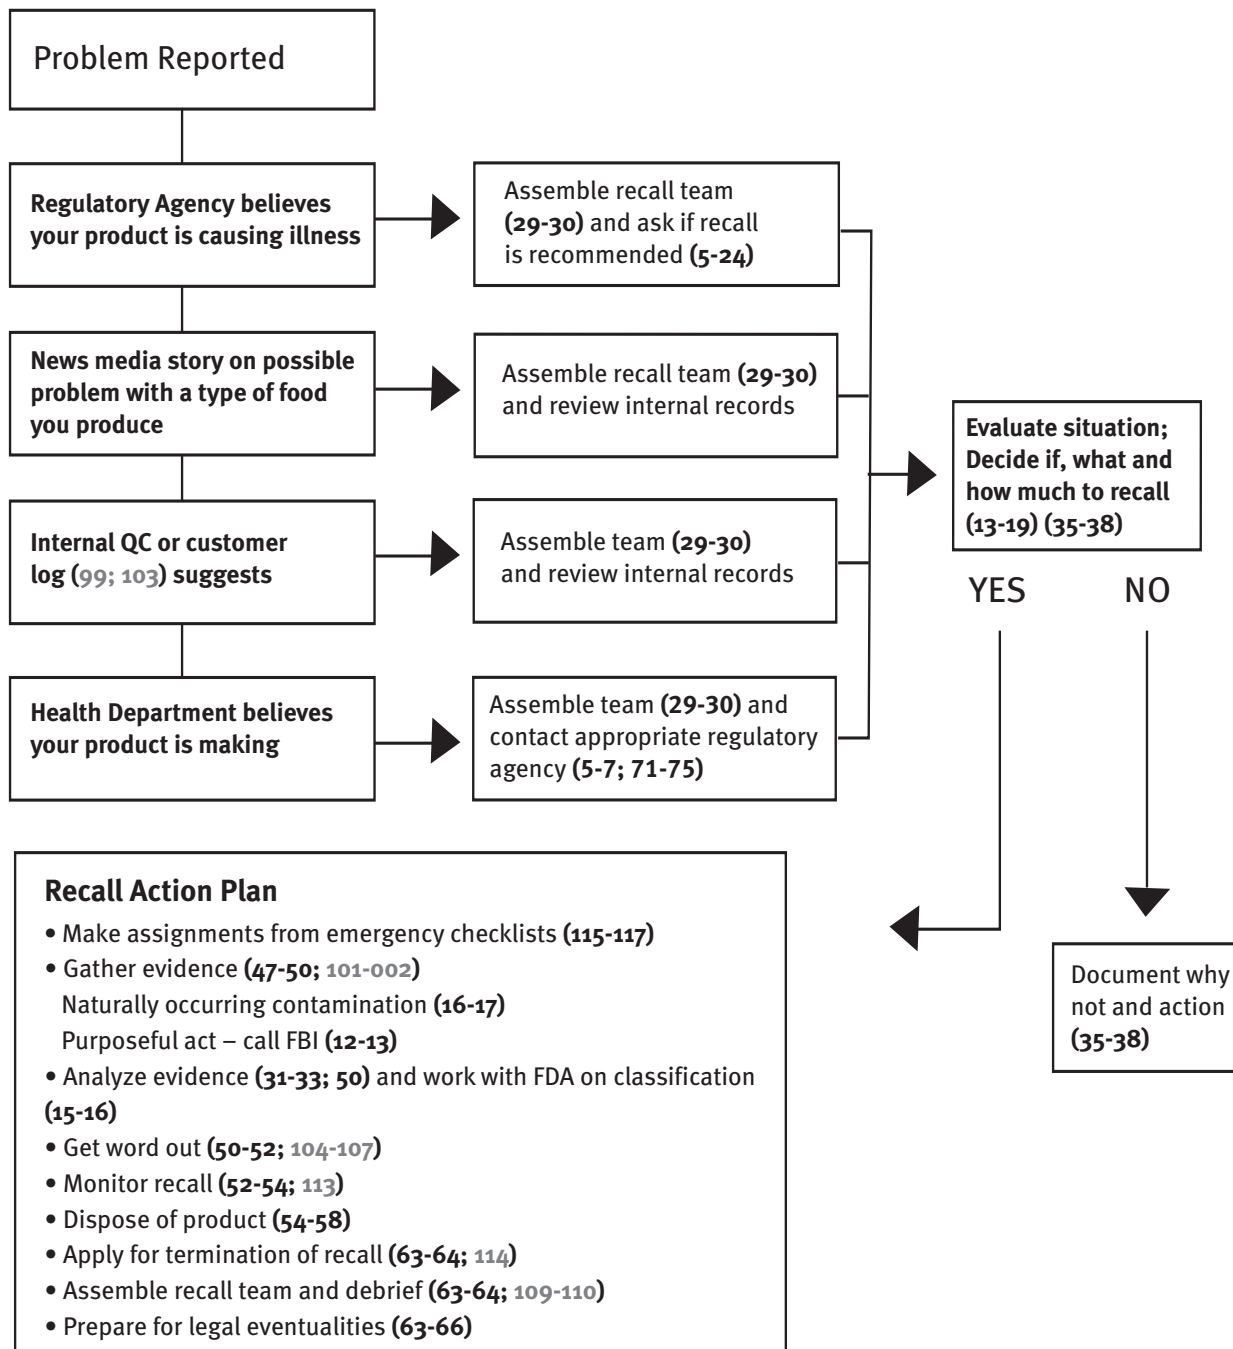 Problem Reported
Regulatory Agency believes
your product is causing illness
Assemble recall team
(29-30) and ask if recall
is recommended (5-24)
News media story on possible
problem with a type of food
you produce
Assemble recall team (29-30)
and review internal records
Internal QC or customer
log (99; 103) suggests
Assemble team (29-30)
and review internal records
Health Department believes
your product is making
Assemble team (29-30) and
contact appropriate regulatory
agency (5-7; 71-75)
Evaluate situation;
Decide if, what and
how much to recall
(13-19) (35-38)
YES
NO
Document why
not and action
(35-38)
Recall Action Plan
• Make assignments from emergency checklists (115-117)
• Gather evidence (47-50; 101-002)
Naturally occurring contamination (16-17)
Purposeful act – call FBI (12-13)
• Analyze evidence (31-33; 50) and work with FDA on classification
(15-16)
• Get word out (50-52; 104-107)
• Monitor recall (52-54; 113)
• Dispose of product (54-58)
• Apply for termination of recall (63-64; 114)
• Assemble recall team and debrief (63-64; 109-110)
• Prepare for legal eventualities (63-66)